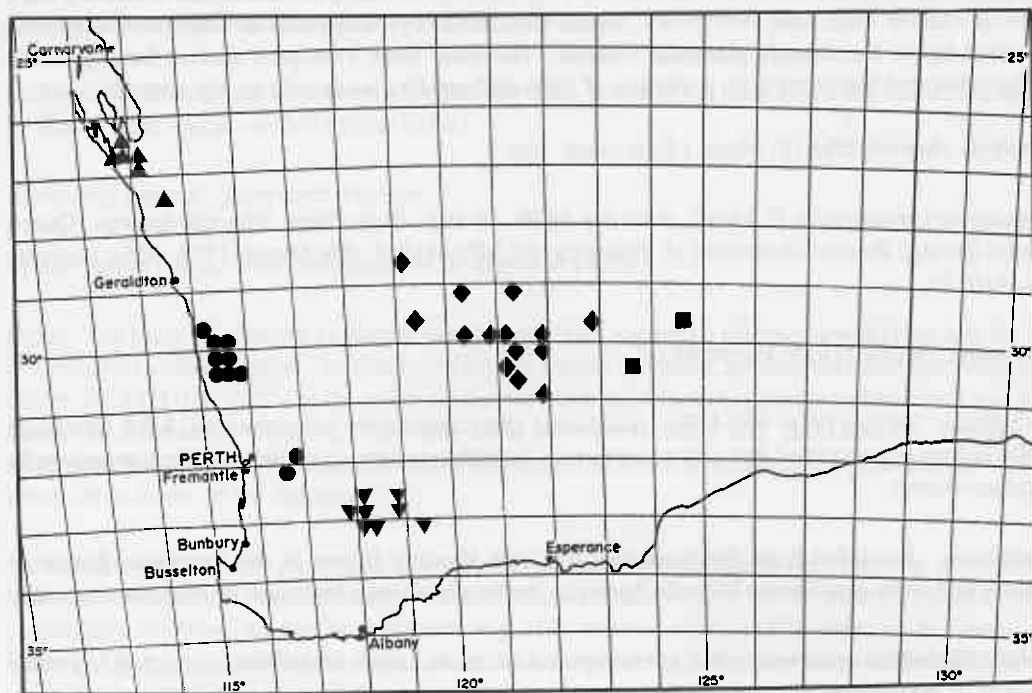 Carnarvon
25°
25°
Geraldton
30°
30°
PERTH
Fremantle
Bunbury
Busselton
Esperance
Albany
35°
35°
115°
120°
125°
130°